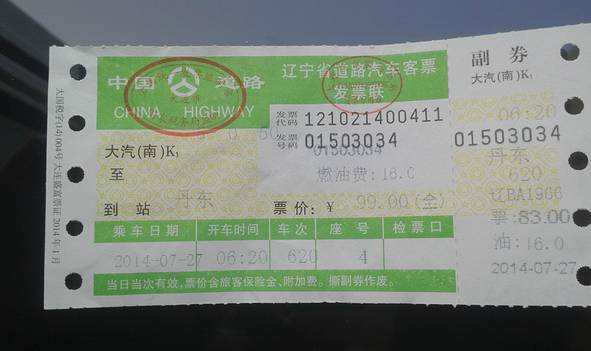 中国 道路
CHINA HIGHWAY
辽宁省道路汽车客票
发票联
发票代码 121021400411
发票号码 01503034
01503034
大汽(南)K1
至
燃油费:16.0
到站 丹东 票价:¥ 99.00(全)
乘车日期 开车时间 车次 座号 检票口
2014-07-27 06:20 620 4
当日当次有效,票价含旅客保险金、附加费。撕副券作废。
副券
大汽(南)K1
06:20
01503034
丹东
620
辽BA1966
票:83.00
油:16.0
2014-07-27